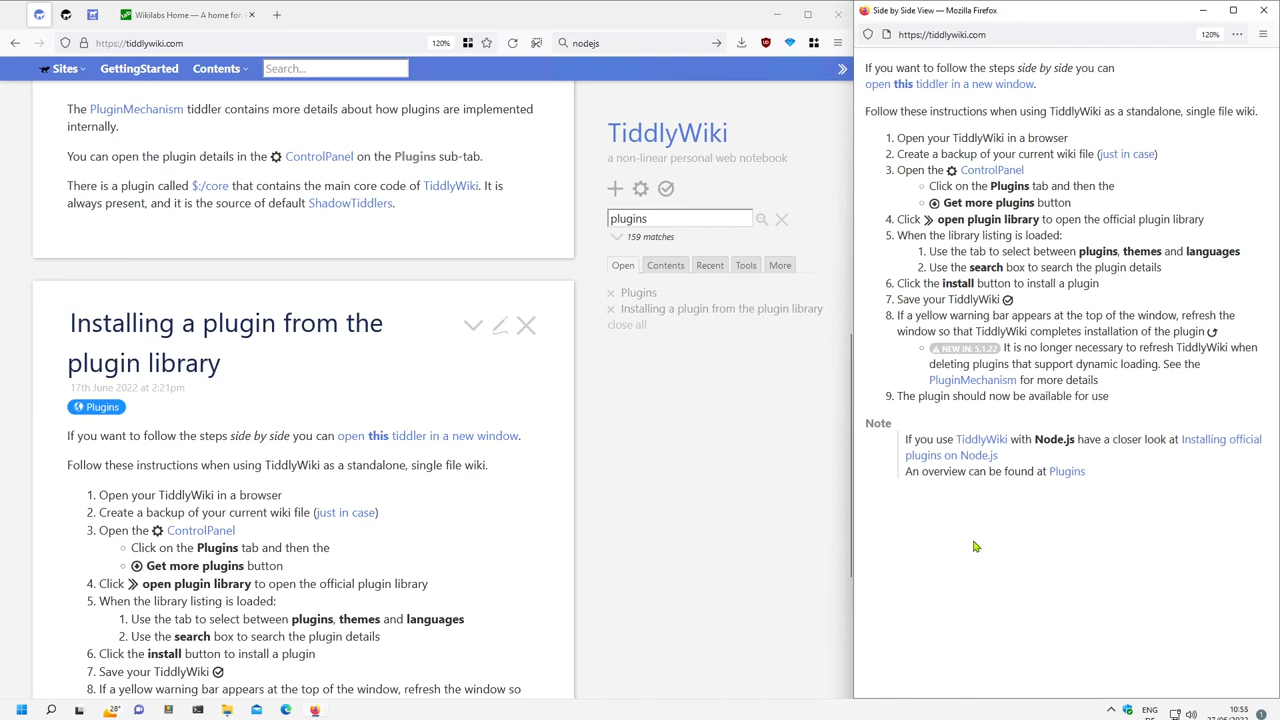 Wikilabs Home — A home for
Side by Side View — Mozilla Firefox
https://tiddlywiki.com
120%
nodejs
https://tiddlywiki.com
120%
Sites
GettingStarted
Contents
Search...
The PluginMechanism tiddler contains more details about how plugins are implemented
internally.
You can open the plugin details in the ControlPanel on the Plugins sub-tab.
There is a plugin called $:/core that contains the main core code of TiddlyWiki. It is
always present, and it is the source of default ShadowTiddlers.
Installing a plugin from the
plugin library
17th June 2022 at 2:21pm
Plugins
If you want to follow the steps side by side you can open this tiddler in a new window.
Follow these instructions when using TiddlyWiki as a standalone, single file wiki.
1. Open your TiddlyWiki in a browser
2. Create a backup of your current wiki file (just in case)
3. Open the ControlPanel
Click on the Plugins tab and then the
Get more plugins button
4. Click open plugin library to open the official plugin library
5. When the library listing is loaded:
1. Use the tab to select between plugins, themes and languages
2. Use the search box to search the plugin details
6. Click the install button to install a plugin
7. Save your TiddlyWiki
8. If a yellow warning bar appears at the top of the window, refresh the window so
TiddlyWiki
a non-linear personal web notebook
plugins
159 matches
Open
Contents
Recent
Tools
More
Plugins
Installing a plugin from the plugin library
close all
If you want to follow the steps side by side you can
open this tiddler in a new window.
Follow these instructions when using TiddlyWiki as a standalone, single file wiki.
1. Open your TiddlyWiki in a browser
2. Create a backup of your current wiki file (just in case)
3. Open the ControlPanel
Click on the Plugins tab and then the
Get more plugins button
4. Click open plugin library to open the official plugin library
5. When the library listing is loaded:
1. Use the tab to select between plugins, themes and languages
2. Use the search box to search the plugin details
6. Click the install button to install a plugin
7. Save your TiddlyWiki
8. If a yellow warning bar appears at the top of the window, refresh the
window so that TiddlyWiki completes installation of the plugin
NEW IN: 5.1.22 It is no longer necessary to refresh TiddlyWiki when
deleting plugins that support dynamic loading. See the
PluginMechanism for more details
9. The plugin should now be available for use
Note
If you use TiddlyWiki with Node.js have a closer look at Installing official
plugins on Node.js
An overview can be found at Plugins
28°
ENG
10:55
27/06/2022